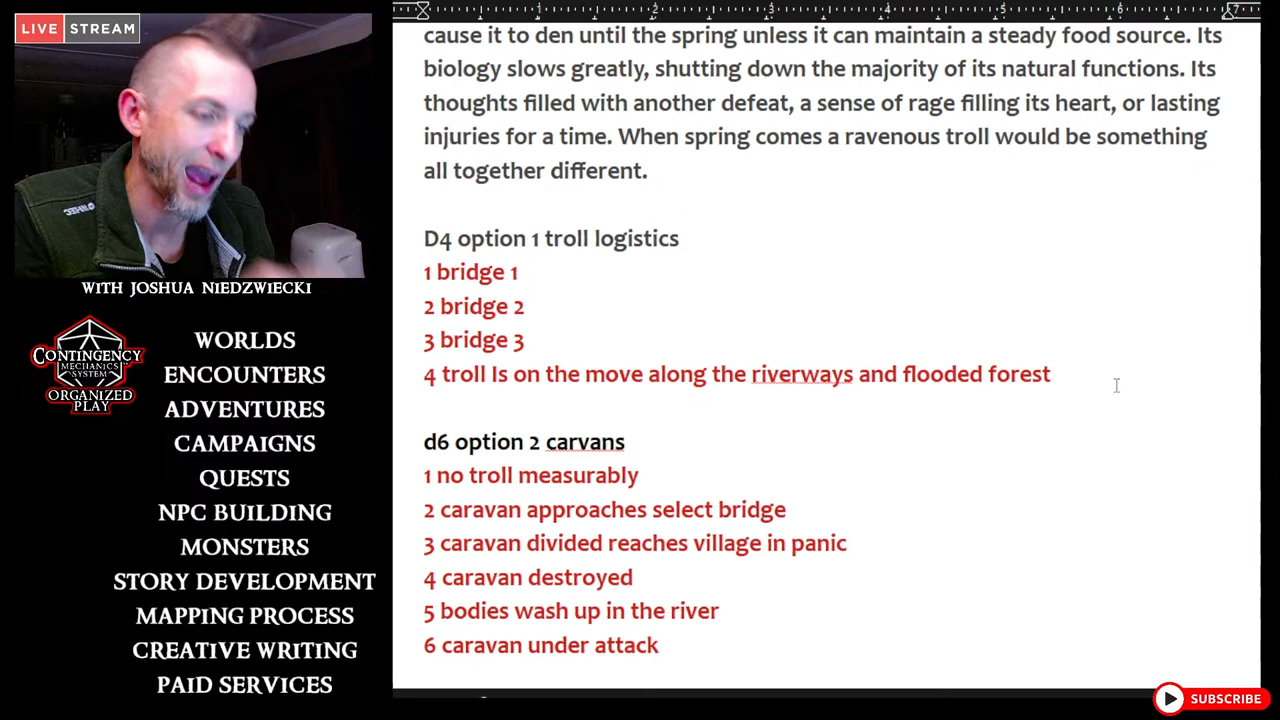 LIVE STREAM
WITH JOSHUA NIEDZWIECKI
CONTINGENCY
MECHANICS
SYSTEM
ORGANIZED
PLAY
WORLDS
ENCOUNTERS
ADVENTURES
CAMPAIGNS
QUESTS
NPC BUILDING
MONSTERS
STORY DEVELOPMENT
MAPPING PROCESS
CREATIVE WRITING
PAID SERVICES
1 2 3 4 5 6 7
cause it to den until the spring unless it can maintain a steady food source. Its
biology slows greatly, shutting down the majority of its natural functions. Its
thoughts filled with another defeat, a sense of rage filling its heart, or lasting
injuries for a time. When spring comes a ravenous troll would be something
all together different.
D4 option 1 troll logistics
1 bridge 1
2 bridge 2
3 bridge 3
4 troll Is on the move along the riverways and flooded forest
d6 option 2 carvans
1 no troll measurably
2 caravan approaches select bridge
3 caravan divided reaches village in panic
4 caravan destroyed
5 bodies wash up in the river
6 caravan under attack
SUBSCRIBE